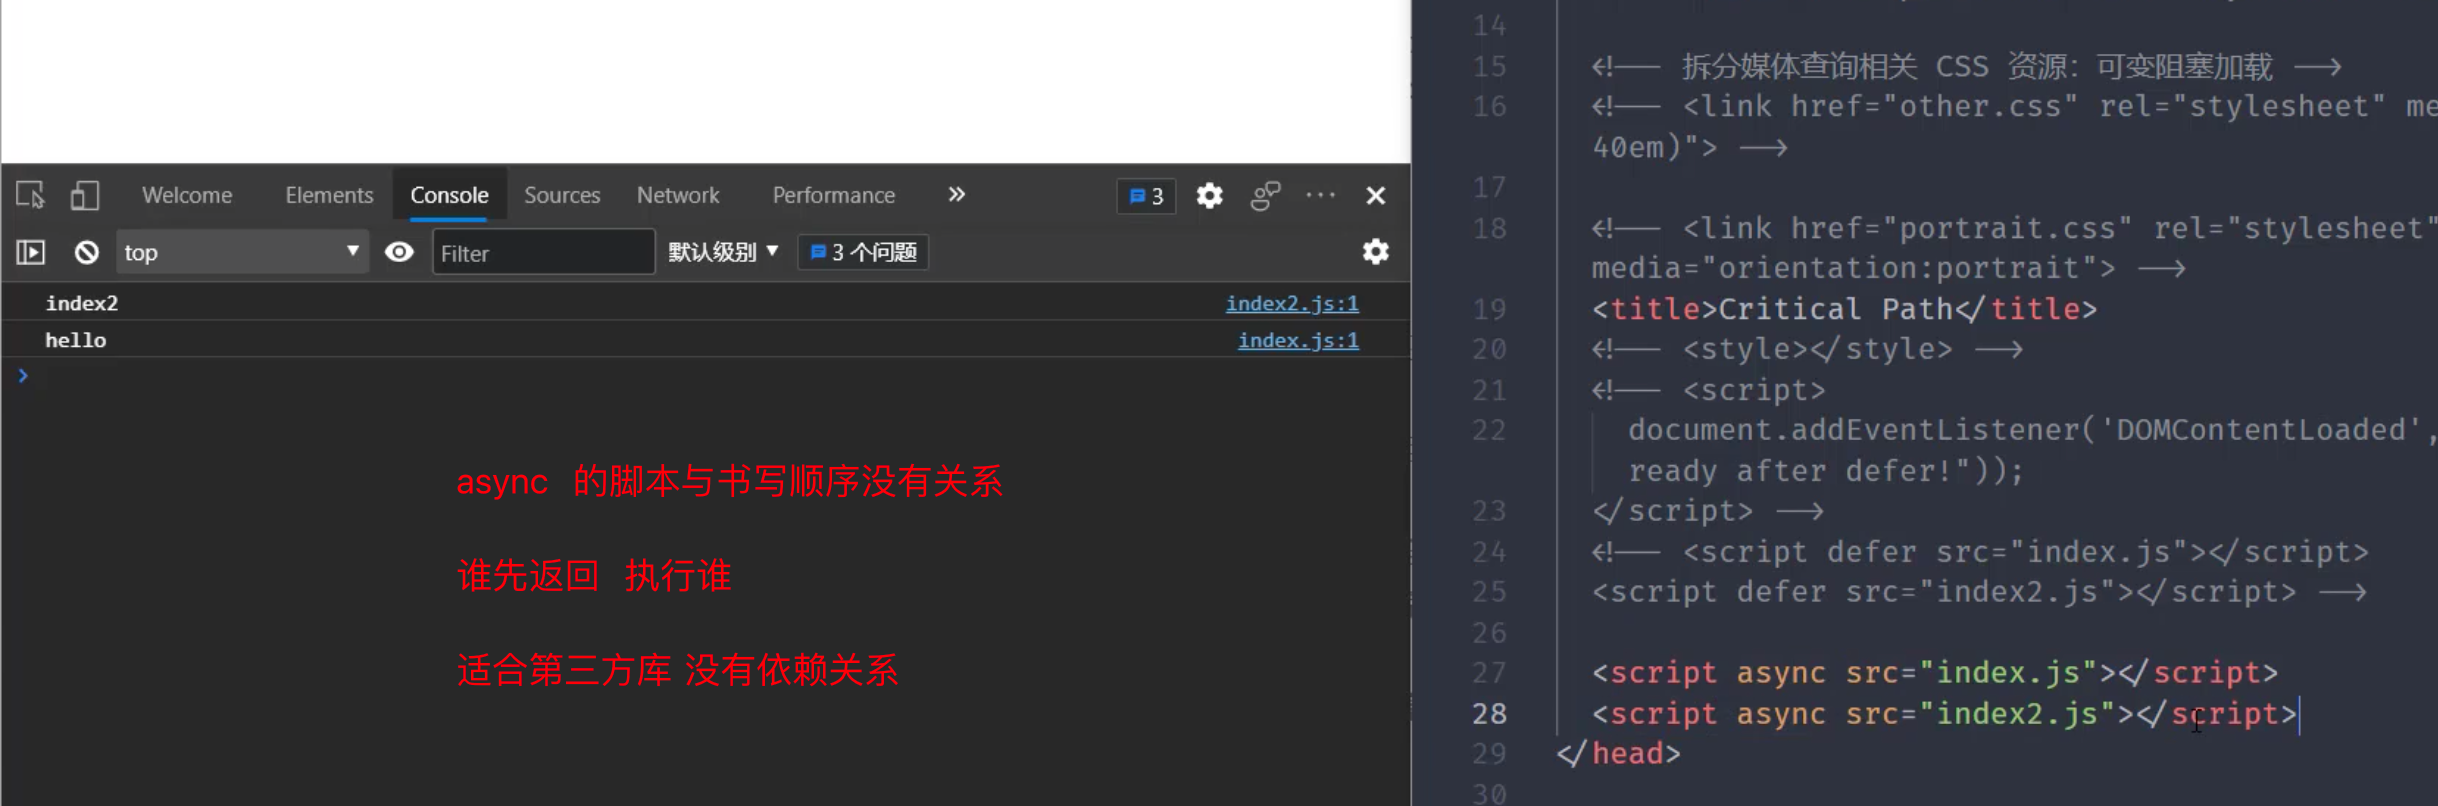 Welcome Elements Console Sources Network Performance 3
top Filter 默认级别 3 个问题
index2 index2.js:1
hello index.js:1
async 的脚本与书写顺序没有关系
谁先返回 执行谁
适合第三方库 没有依赖关系
14
15 <!-- 拆分媒体查询相关 CSS 资源：可变阻塞加载 -->
16 <!-- <link href="other.css" rel="stylesheet" me
40em)"> -->
17
18 <!-- <link href="portrait.css" rel="stylesheet"
media="orientation:portrait"> -->
19 <title>Critical Path</title>
20 <!-- <style></style> -->
21 <!-- <script>
22 document.addEventListener('DOMContentLoaded',
ready after defer!"));
23 </script> -->
24 <!-- <script defer src="index.js"></script>
25 <script defer src="index2.js"></script> -->
26
27 <script async src="index.js"></script>
28 <script async src="index2.js"></script>
29 </head>
30